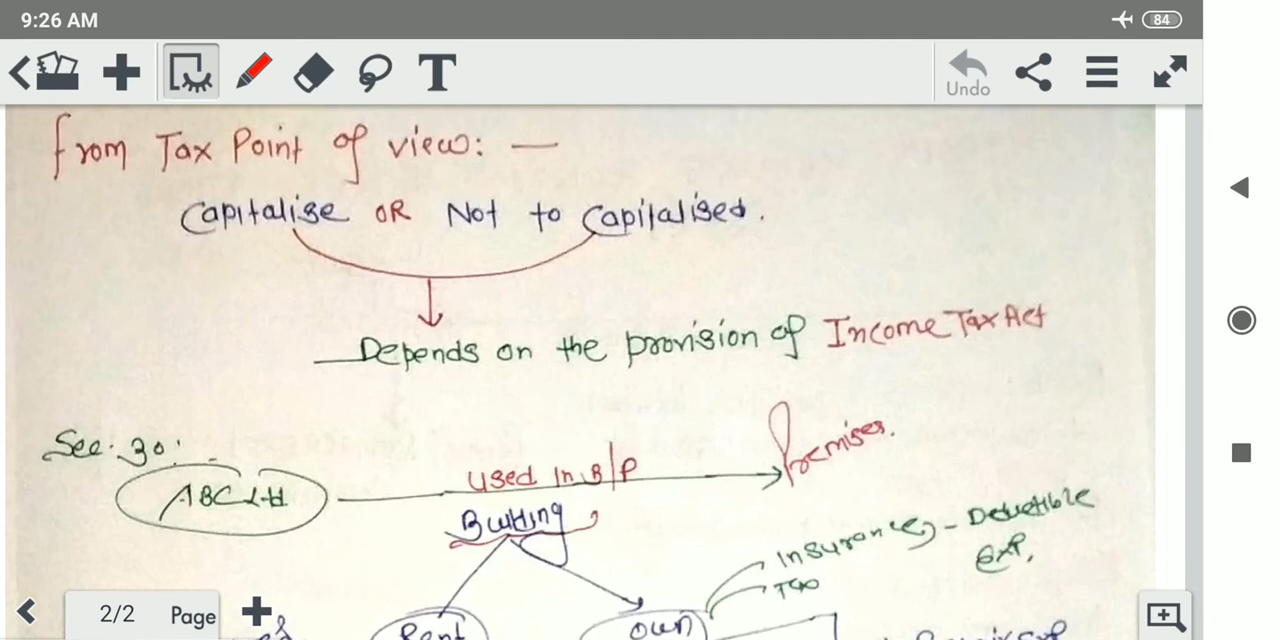 9:26 AM
84
T
Undo
from Tax Point of view: —
Capitalise OR Not to Capitalised.
Depends on the provision of Income Tax Act
Sec: 30:
ABC Ltd
used In B/P
Premises.
Building
Insurance - Deductible
Exp.
Rent
own
2/2 Page